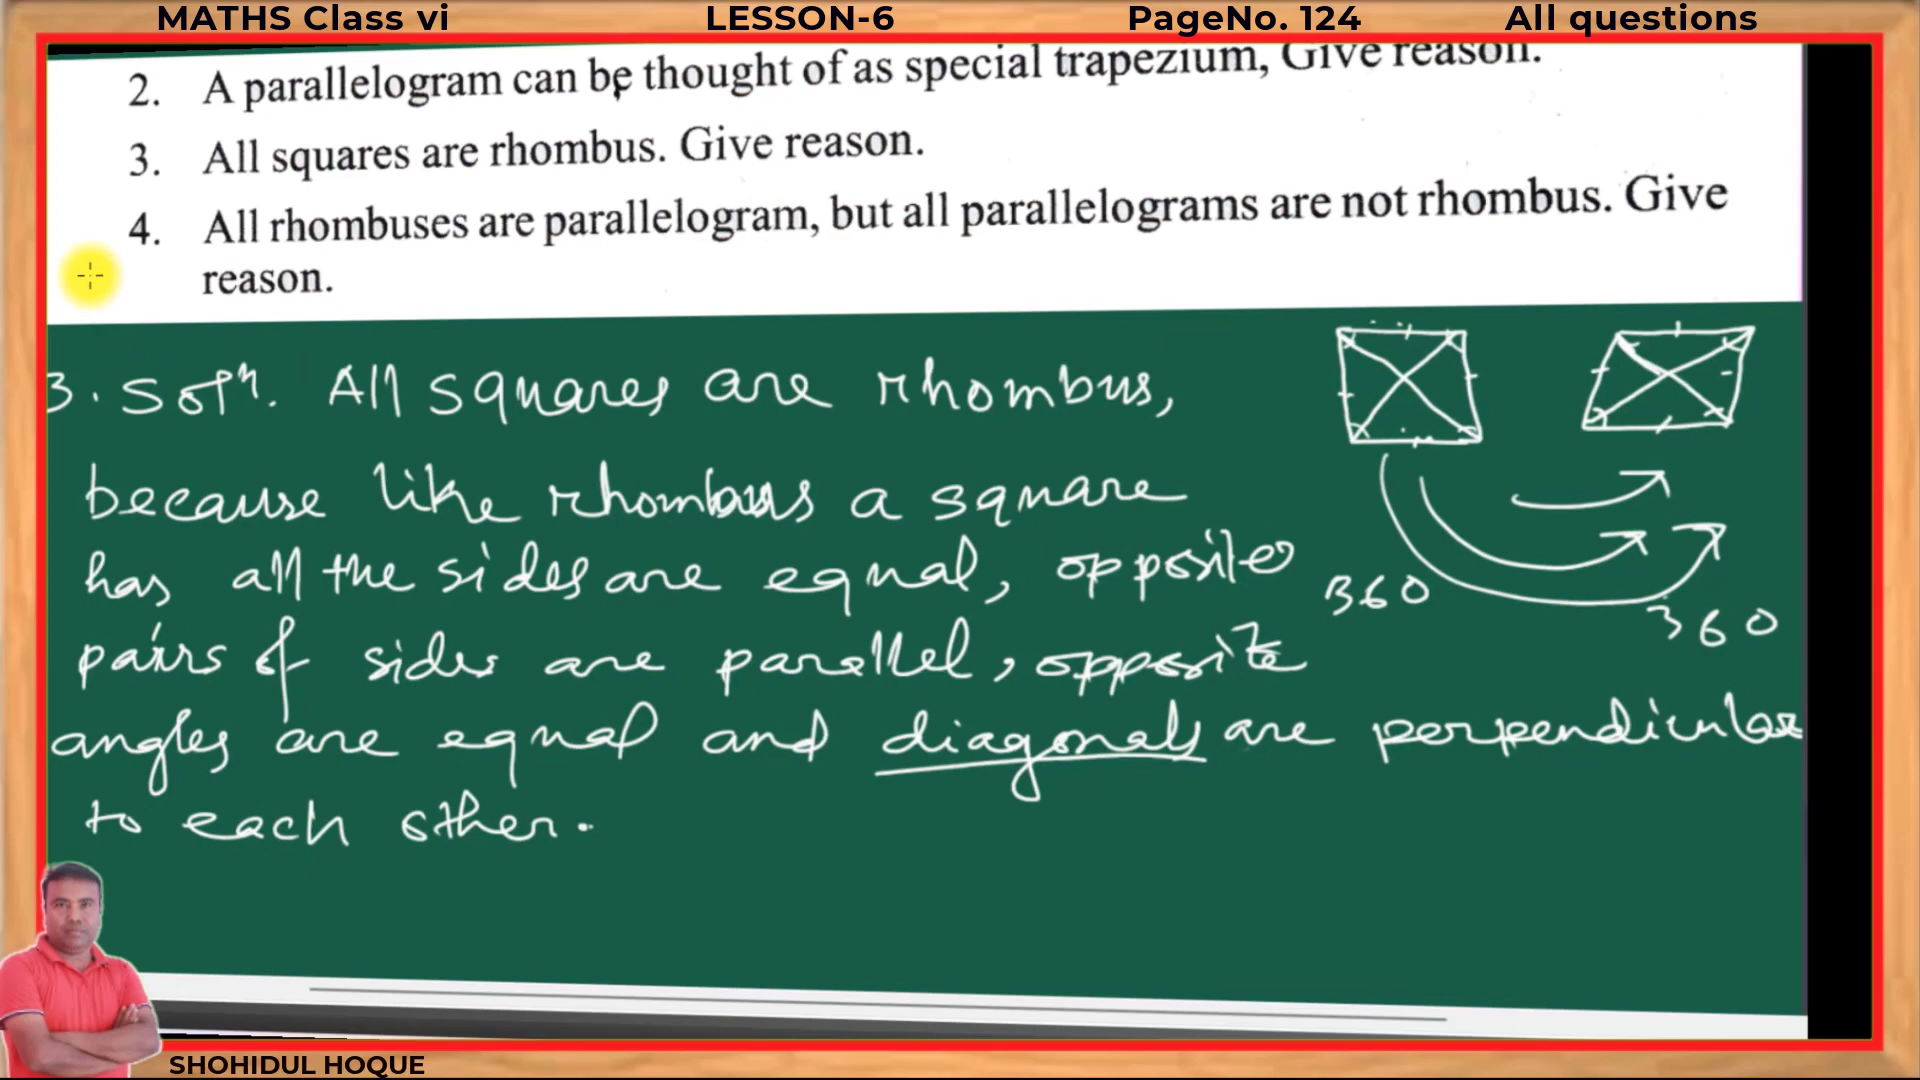 MATHS Class vi LESSON-6 PageNo. 124 All questions
2. A parallelogram can be thought of as special trapezium, Give reason.
3. All squares are rhombus. Give reason.
4. All rhombuses are parallelogram, but all parallelograms are not rhombus. Give
reason.
3. Solⁿ. All squares are rhombus,
because like rhombus a square
has all the sides are equal, opposite
pairs of sides are parallel, opposite
angles are equal and diagonals are perpendicular
to each other.
360
360
SHOHIDUL HOQUE